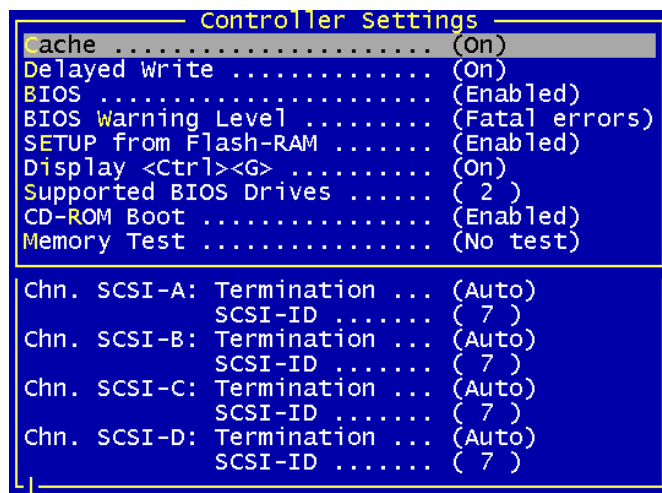 Controller Settings
Cache ....................... (On)
Delayed Write .............. (On)
BIOS ....................... (Enabled)
BIOS Warning Level ......... (Fatal errors)
SETUP from Flash-RAM ....... (Enabled)
Display <Ctrl><G> ........... (On)
Supported BIOS Drives ...... ( 2 )
CD-ROM Boot ................ (Enabled)
Memory Test ................ (No test)
Chn. SCSI-A: Termination ... (Auto)
SCSI-ID ....... ( 7 )
Chn. SCSI-B: Termination ... (Auto)
SCSI-ID ....... ( 7 )
Chn. SCSI-C: Termination ... (Auto)
SCSI-ID ....... ( 7 )
Chn. SCSI-D: Termination ... (Auto)
SCSI-ID ....... ( 7 )